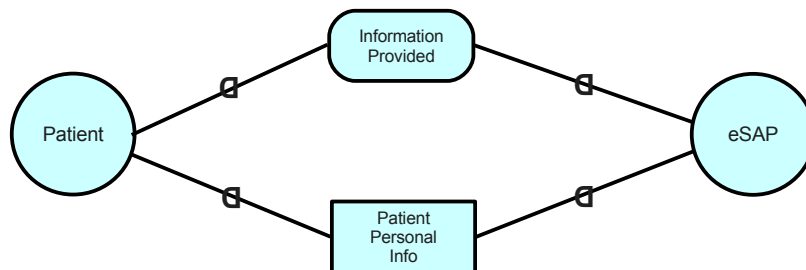 Information
Provided
D
D
Patient
eSAP
D
D
Patient
Personal
Info